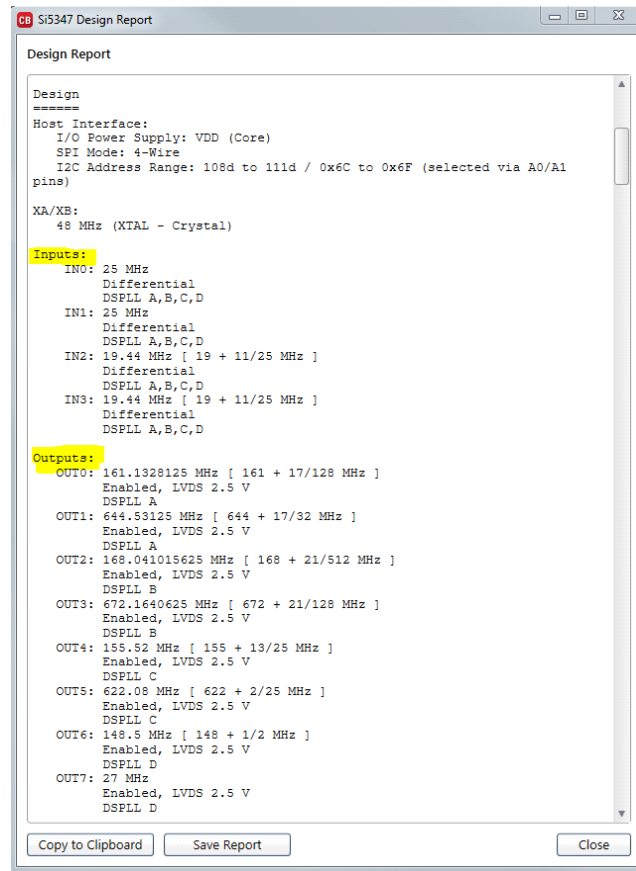 CB Si5347 Design Report
Design Report
Design
======
Host Interface:
I/O Power Supply: VDD (Core)
SPI Mode: 4-Wire
I2C Address Range: 108d to 111d / 0x6C to 0x6F (selected via A0/A1
pins)
XA/XB:
48 MHz (XTAL - Crystal)
Inputs:
IN0: 25 MHz
Differential
DSPLL A,B,C,D
IN1: 25 MHz
Differential
DSPLL A,B,C,D
IN2: 19.44 MHz [ 19 + 11/25 MHz ]
Differential
DSPLL A,B,C,D
IN3: 19.44 MHz [ 19 + 11/25 MHz ]
Differential
DSPLL A,B,C,D
Outputs:
OUT0: 161.1328125 MHz [ 161 + 17/128 MHz ]
Enabled, LVDS 2.5 V
DSPLL A
OUT1: 644.53125 MHz [ 644 + 17/32 MHz ]
Enabled, LVDS 2.5 V
DSPLL A
OUT2: 168.041015625 MHz [ 168 + 21/512 MHz ]
Enabled, LVDS 2.5 V
DSPLL B
OUT3: 672.1640625 MHz [ 672 + 21/128 MHz ]
Enabled, LVDS 2.5 V
DSPLL B
OUT4: 155.52 MHz [ 155 + 13/25 MHz ]
Enabled, LVDS 2.5 V
DSPLL C
OUT5: 622.08 MHz [ 622 + 2/25 MHz ]
Enabled, LVDS 2.5 V
DSPLL C
OUT6: 148.5 MHz [ 148 + 1/2 MHz ]
Enabled, LVDS 2.5 V
DSPLL D
OUT7: 27 MHz
Enabled, LVDS 2.5 V
DSPLL D
Copy to Clipboard Save Report Close